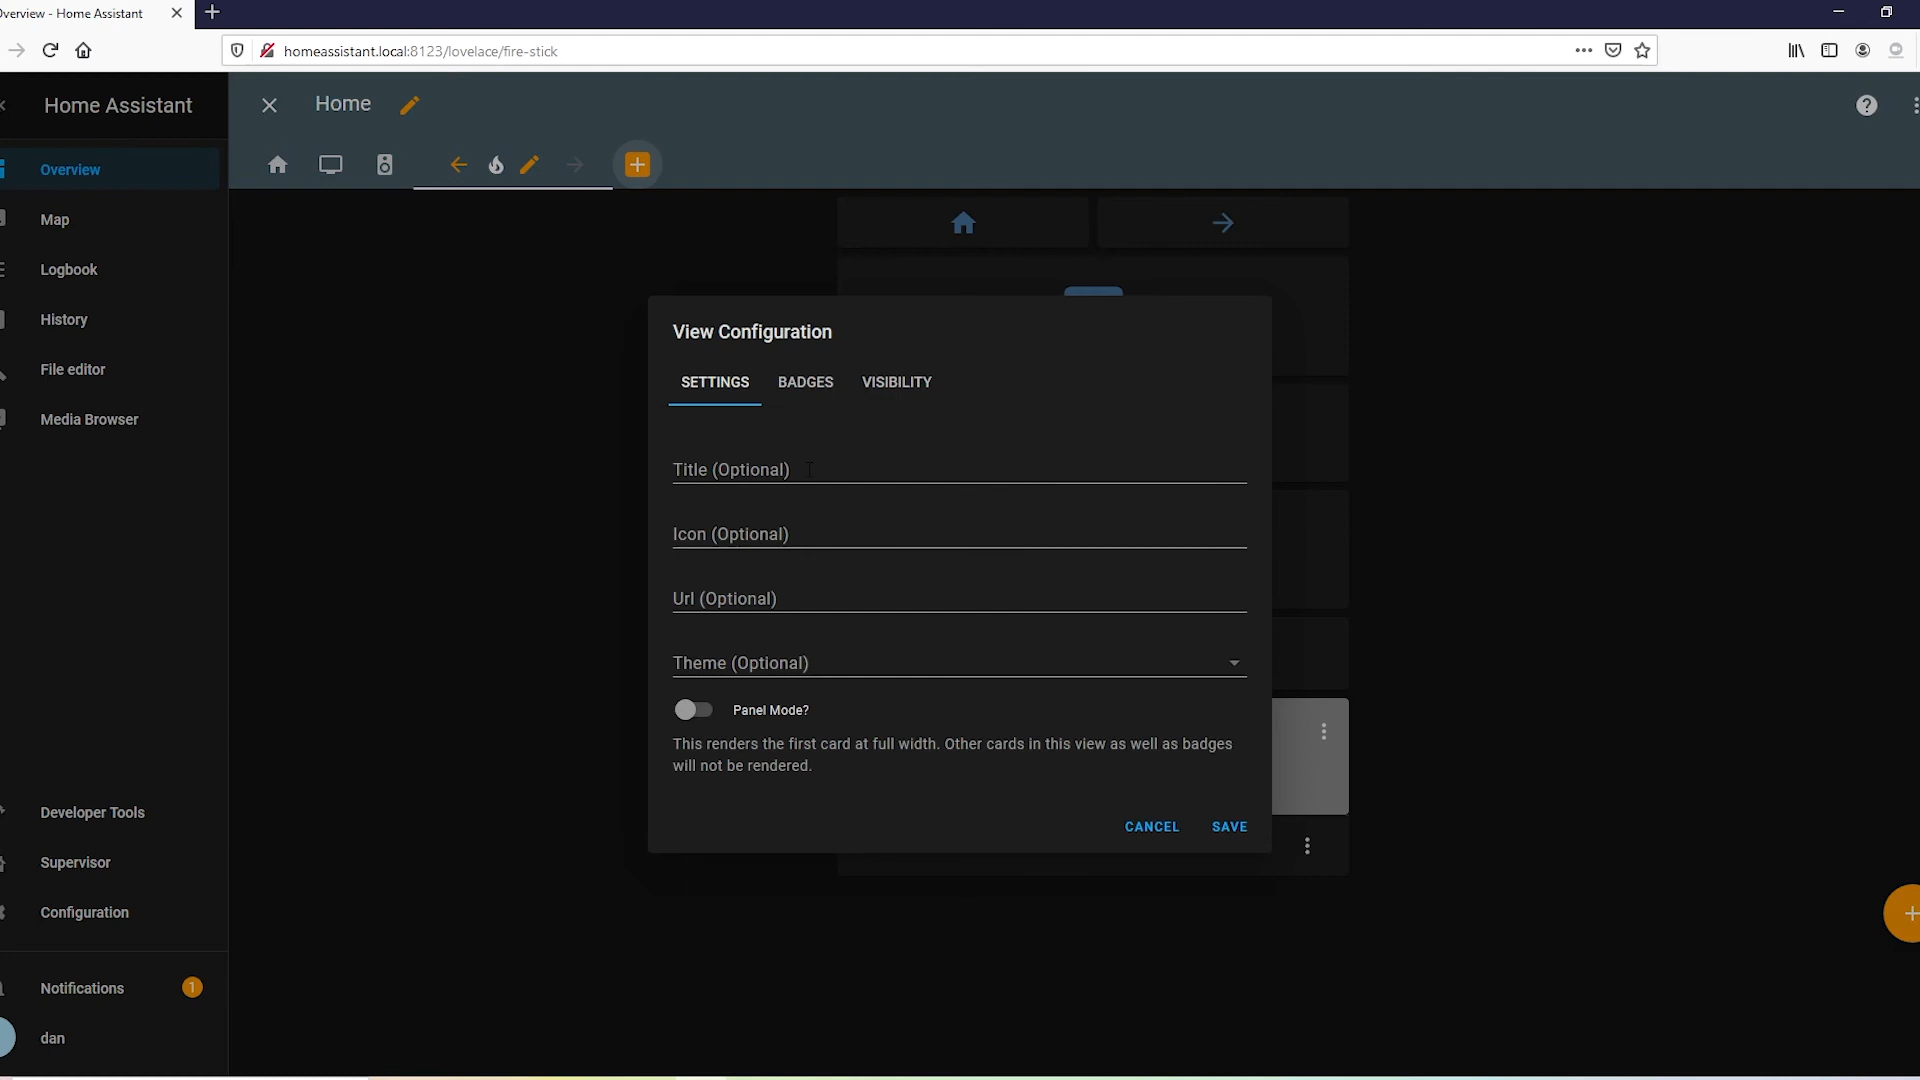 Overview - Home Assistant
homeassistant.local:8123/lovelace/fire-stick
Home Assistant
Home
Overview
Map
Logbook
History
File editor
Media Browser
View Configuration
SETTINGS BADGES VISIBILITY
Title (Optional)
Icon (Optional)
Url (Optional)
Theme (Optional)
Panel Mode?
This renders the first card at full width. Other cards in this view as well as badges
will not be rendered.
CANCEL SAVE
Developer Tools
Supervisor
Configuration
Notifications 1
dan